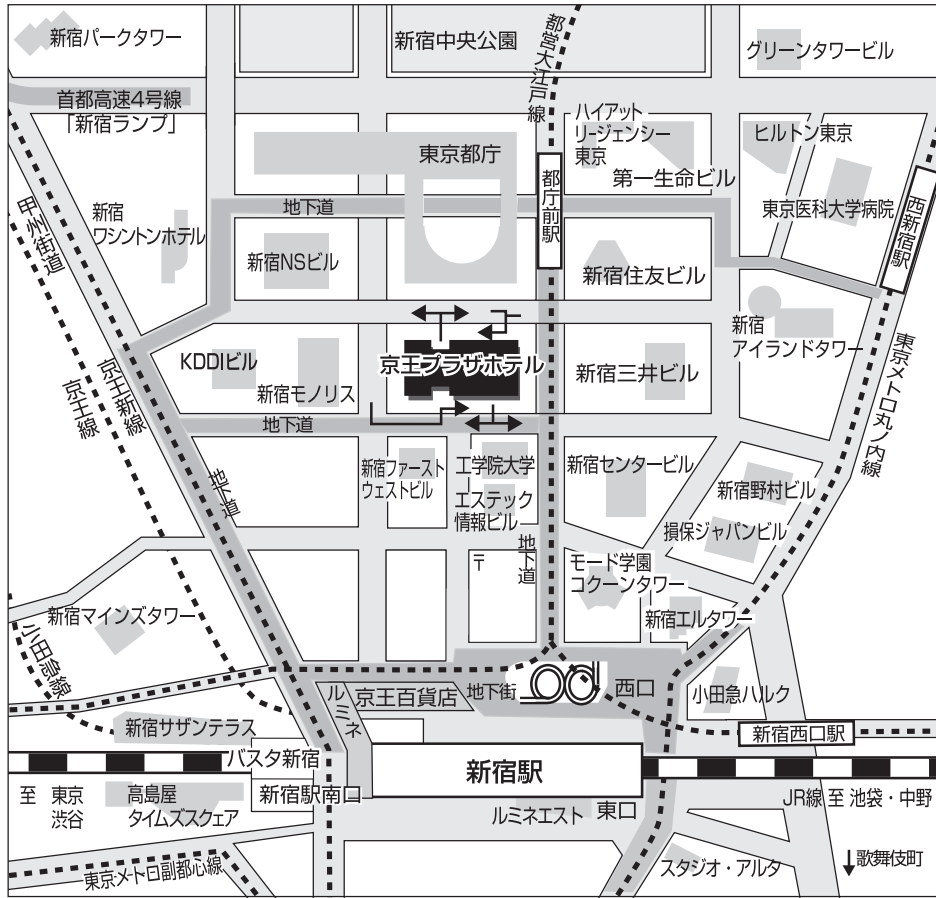 新宿パークタワー
新宿中央公園
都営大江戸線
グリーンタワービル
首都高速4号線
「新宿ランプ」
ハイアット
リージェンシー
東京
ヒルトン東京
東京都庁
第一生命ビル
都庁前駅
地下道
東京医科大学病院
西新宿駅
甲州街道
新宿
ワシントンホテル
新宿NSビル
新宿住友ビル
新宿
アイランドタワー
KDDIビル
京王プラザホテル
新宿三井ビル
新宿モノリス
京王新線
京王線
東京メトロ丸ノ内線
地下道
地下道
新宿ファースト
ウェストビル
工学院大学
新宿センタービル
新宿野村ビル
エステック
情報ビル
損保ジャパンビル
地下道
〒
モード学園
コクーンタワー
新宿マインズタワー
新宿エルタワー
小田急線
ルミネ
京王百貨店
地下街
西口
小田急ハルク
新宿サザンテラス
新宿西口駅
バスタ新宿
新宿駅
至 東京
渋谷
高島屋
タイムズスクェア
新宿駅南口
ルミネエスト
東口
JR線 至 池袋・中野
東京メトロ副都心線
スタジオ・アルタ
歌舞伎町